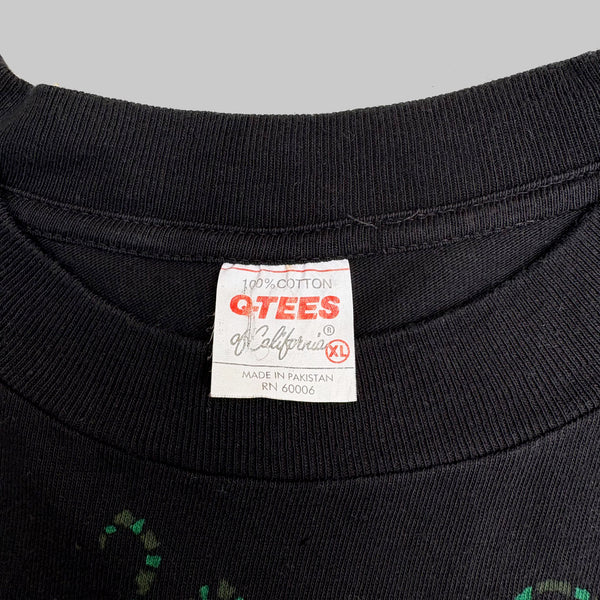 100% COTTON
Q-TEES
of California®
XL
MADE IN PAKISTAN
RN 60006